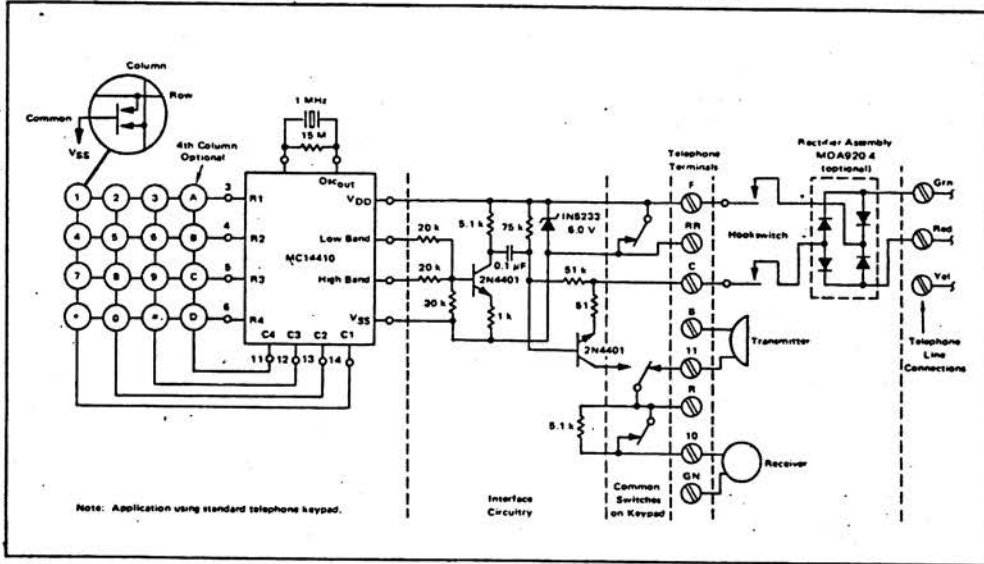 Column
Row
Common
VSS
4th Column
Optional
1 MHz
15 M
Oscout
1 2 3 A 3 R1
4 5 6 B 4 R2
7 8 9 C 5 R3
* 0 # D 6 R4
MC14410
VDD
Low Band
High Band
VSS
C4 C3 C2 C1
11 12 13 14
20 k
20 k
30 k
5.1 k
75 k
0.1 µF
2N4401
1 k
IN5233
6.0 V
51 k
51
2N4401
5.1 k
Telephone
Terminals
F
RR
C
B
11
R
10
GN
Hookswitch
Rectifier Assembly
MDA920 4
(optional)
Grn
Red
Yel
Transmitter
Receiver
Telephone
Line
Connections
Interface
Circuitry
Common
Switches
on Keypad
Note: Application using standard telephone keypad.